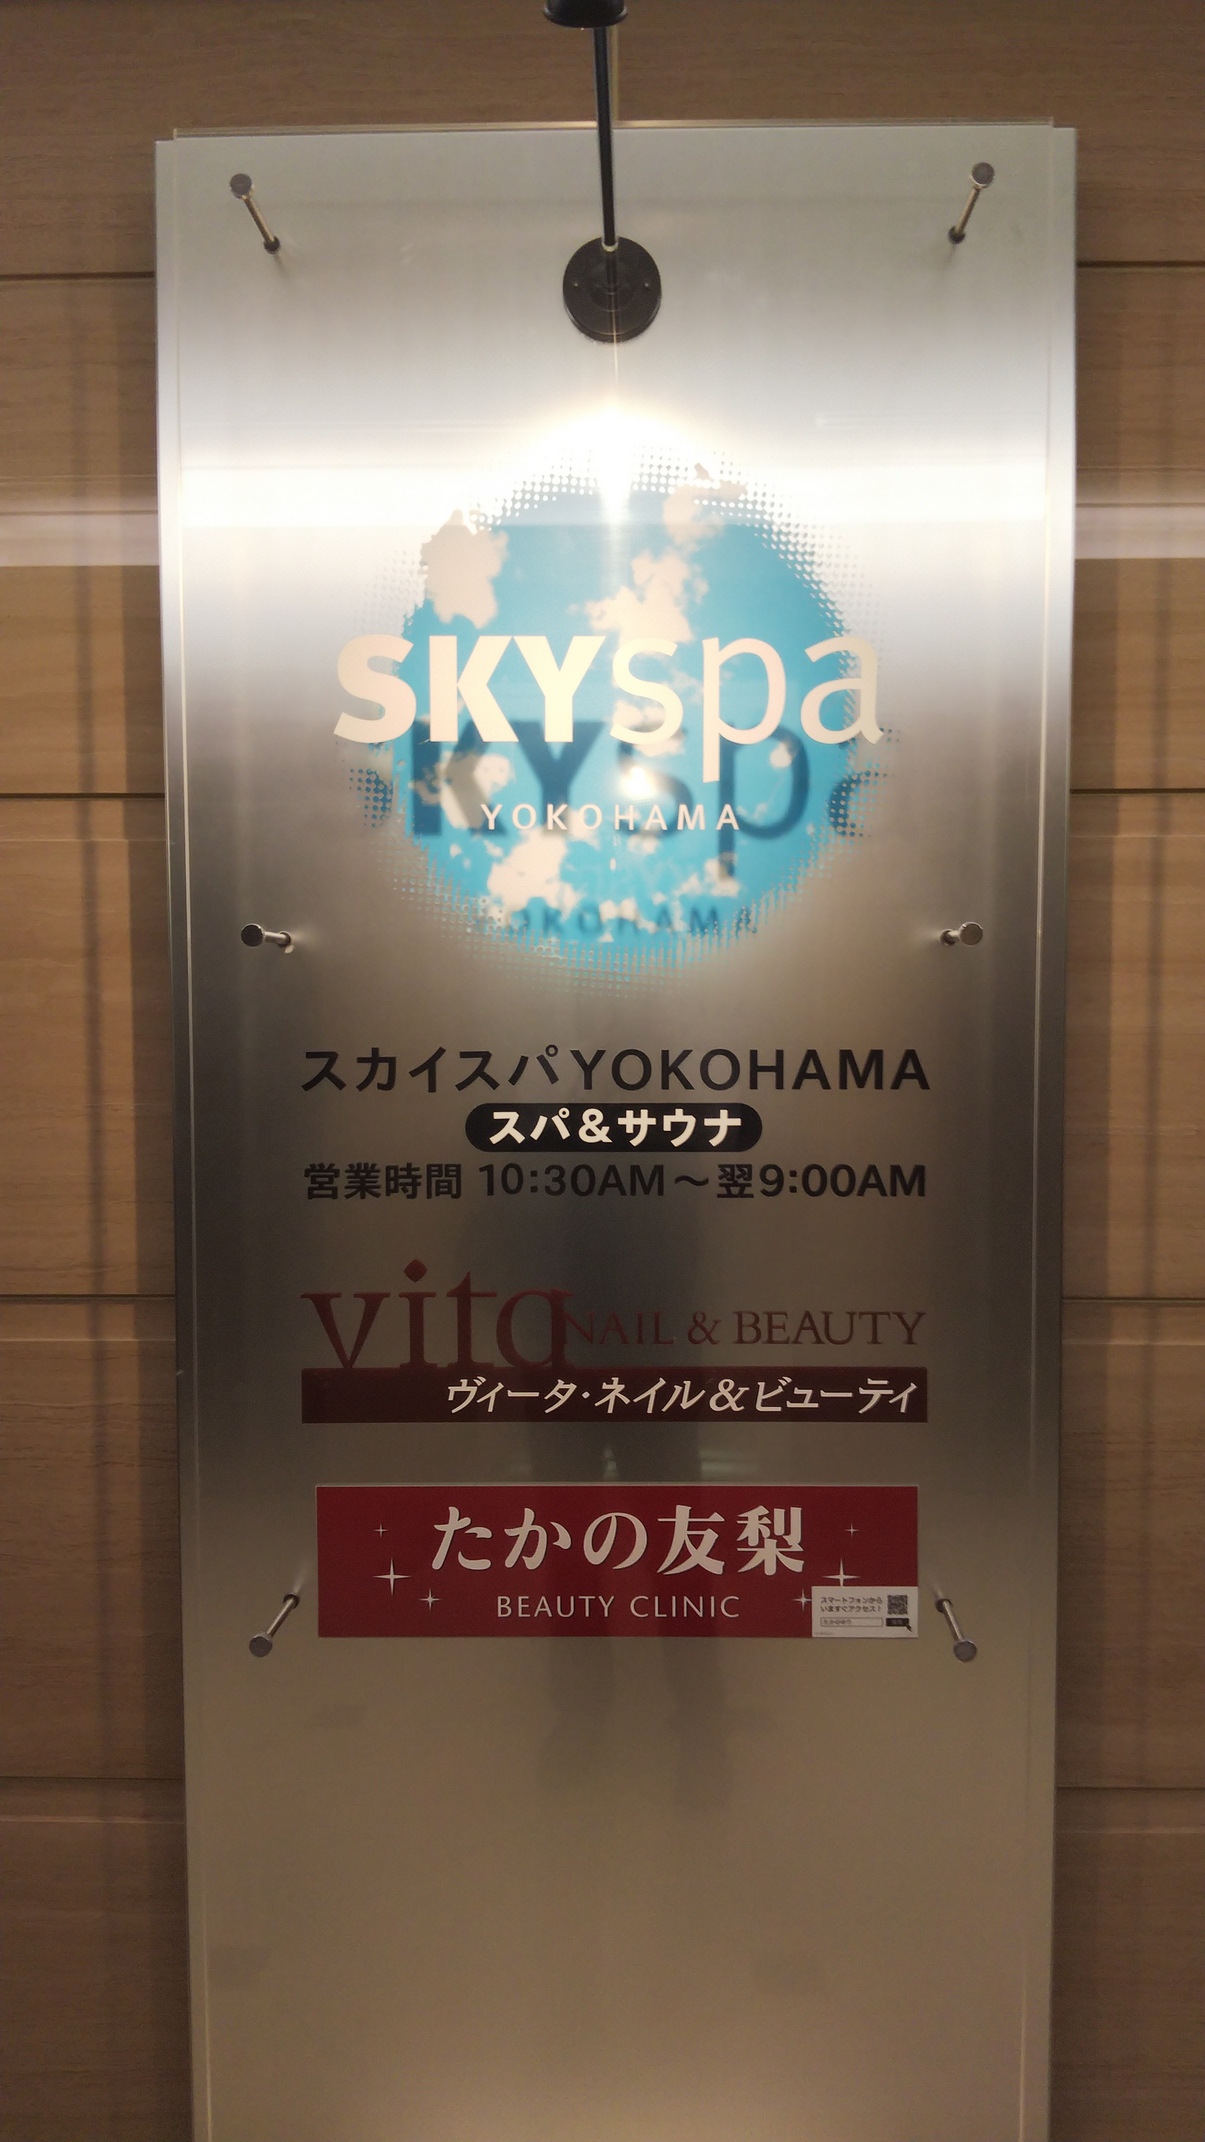 SKYspa
YOKOHAMA
スカイスパYOKOHAMA
スパ&サウナ
営業時間 10:30AM～翌9:00AM
vita NAIL & BEAUTY
ヴィータ・ネイル&ビューティ
たかの友梨
BEAUTY CLINIC
スマートフォンから
いますぐアクセス！